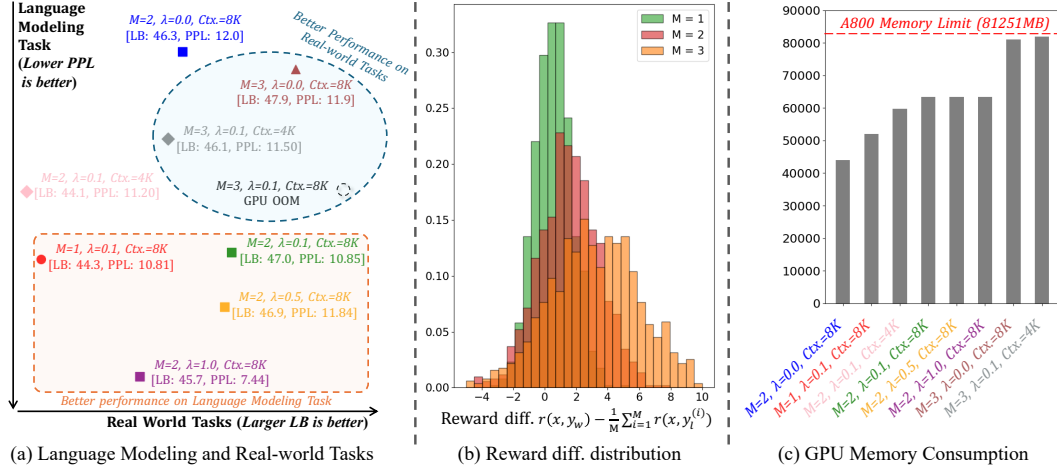 Language
Modeling
Task
(Lower PPL
is better)
M=2, λ=0.0, Ctx.=8K
[LB: 46.3, PPL: 12.0]
Better Performance on
Real-world Tasks
M=3, λ=0.0, Ctx.=8K
[LB: 47.9, PPL: 11.9]
M=3, λ=0.1, Ctx.=4K
[LB: 46.1, PPL: 11.50]
M=2, λ=0.1, Ctx.=4K
[LB: 44.1, PPL: 11.20]
M=3, λ=0.1, Ctx.=8K
GPU OOM
M=1, λ=0.1, Ctx.=8K
[LB: 44.3, PPL: 10.81]
M=2, λ=0.1, Ctx.=8K
[LB: 47.0, PPL: 10.85]
M=2, λ=0.5, Ctx.=8K
[LB: 46.9, PPL: 11.84]
M=2, λ=1.0, Ctx.=8K
[LB: 45.7, PPL: 7.44]
Better performance on Language Modeling Task
Real World Tasks (Larger LB is better)
(a) Language Modeling and Real-world Tasks
M = 1
M = 2
M = 3
0.30
0.25
0.20
0.15
0.10
0.05
0.00
−4 −2 0 2 4 6 8 10
Reward diff. r(x, y_w) − 1/M ∑_{i=1}^{M} r(x, y_l^{(i)})
(b) Reward diff. distribution
A800 Memory Limit (81251MB)
90000
80000
70000
60000
50000
40000
30000
20000
10000
0
M=2, λ=0.0, Ctx.=8K
M=1, λ=0.1, Ctx.=8K
M=2, λ=0.1, Ctx.=4K
M=2, λ=0.1, Ctx.=8K
M=2, λ=0.5, Ctx.=8K
M=2, λ=1.0, Ctx.=8K
M=3, λ=0.0, Ctx.=8K
M=3, λ=0.1, Ctx.=4K
(c) GPU Memory Consumption